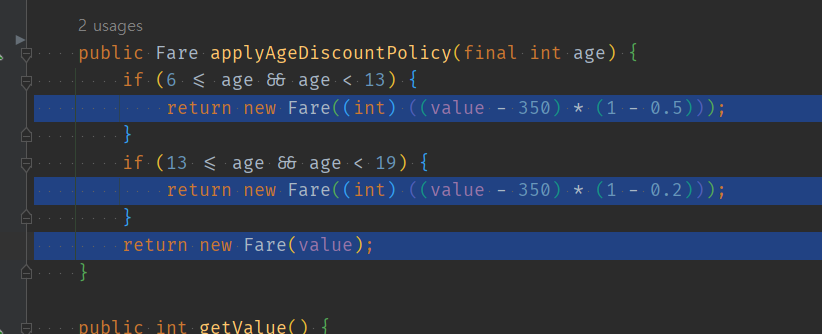 2 usages
public Fare applyAgeDiscountPolicy(final int age) {
if (6 <= age && age < 13) {
return new Fare((int) ((value - 350) * (1 - 0.5)));
}
if (13 <= age && age < 19) {
return new Fare((int) ((value - 350) * (1 - 0.2)));
}
return new Fare(value);
}
public int getValue() {